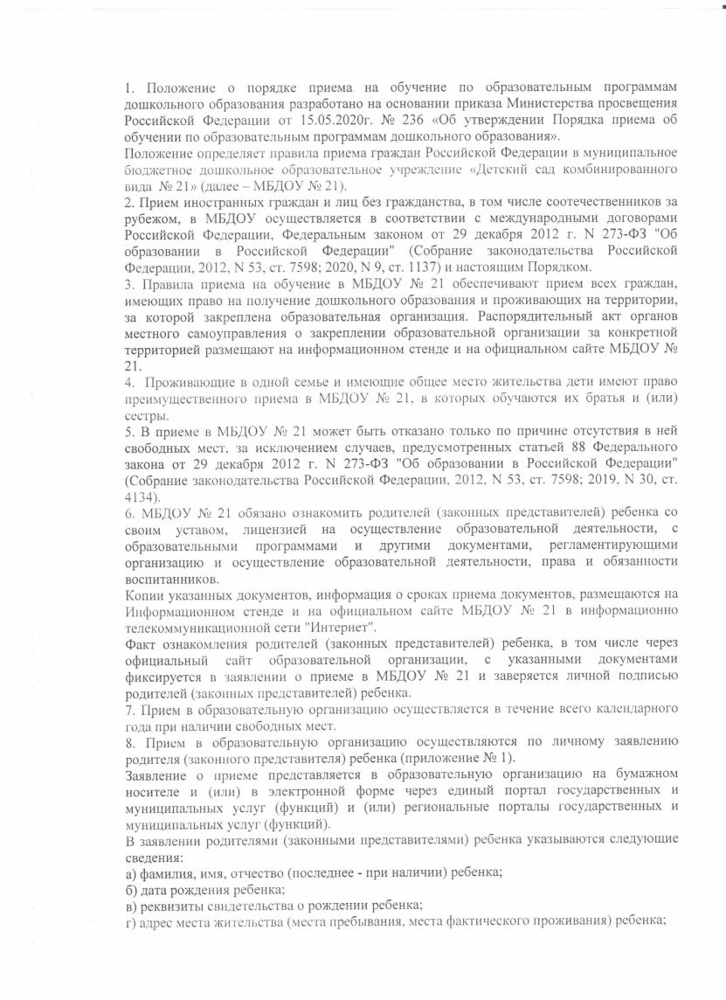 1. Положение о порядке приема на обучение по образовательным программам
дошкольного образования разработано на основании приказа Министерства просвещения
Российской Федерации от 15.05.2020г. № 236 «Об утверждении Порядка приема об
обучении по образовательным программам дошкольного образования».
Положение определяет правила приема граждан Российской Федерации в муниципальное
бюджетное дошкольное образовательное учреждение «Детский сад комбинированного
вида № 21» (далее – МБДОУ № 21).
2. Прием иностранных граждан и лиц без гражданства, в том числе соотечественников за
рубежом, в МБДОУ осуществляется в соответствии с международными договорами
Российской Федерации, Федеральным законом от 29 декабря 2012 г. N 273-ФЗ "Об
образовании в Российской Федерации" (Собрание законодательства Российской
Федерации, 2012, N 53, ст. 7598; 2020, N 9, ст. 1137) и настоящим Порядком.
3. Правила приема на обучение в МБДОУ № 21 обеспечивают прием всех граждан,
имеющих право на получение дошкольного образования и проживающих на территории,
за которой закреплена образовательная организация. Распорядительный акт органов
местного самоуправления о закреплении образовательной организации за конкретной
территорией размещают на информационном стенде и на официальном сайте МБДОУ №
21.
4. Проживающие в одной семье и имеющие общее место жительства дети имеют право
преимущественного приема в МБДОУ № 21, в которых обучаются их братья и (или)
сестры.
5. В приеме в МБДОУ № 21 может быть отказано только по причине отсутствия в ней
свободных мест, за исключением случаев, предусмотренных статьей 88 Федерального
закона от 29 декабря 2012 г. N 273-ФЗ "Об образовании в Российской Федерации"
(Собрание законодательства Российской Федерации, 2012, N 53, ст. 7598; 2019, N 30, ст.
4134).
6. МБДОУ № 21 обязано ознакомить родителей (законных представителей) ребенка со
своим уставом, лицензией на осуществление образовательной деятельности, с
образовательными программами и другими документами, регламентирующими
организацию и осуществление образовательной деятельности, права и обязанности
воспитанников.
Копии указанных документов, информация о сроках приема документов, размещаются на
Информационном стенде и на официальном сайте МБДОУ № 21 в информационно
телекоммуникационной сети "Интернет".
Факт ознакомления родителей (законных представителей) ребенка, в том числе через
официальный сайт образовательной организации, с указанными документами
фиксируется в заявлении о приеме в МБДОУ № 21 и заверяется личной подписью
родителей (законных представителей) ребенка.
7. Прием в образовательную организацию осуществляется в течение всего календарного
года при наличии свободных мест.
8. Прием в образовательную организацию осуществляются по личному заявлению
родителя (законного представителя) ребенка (приложение № 1).
Заявление о приеме представляется в образовательную организацию на бумажном
носителе и (или) в электронной форме через единый портал государственных и
муниципальных услуг (функций) и (или) региональные порталы государственных и
муниципальных услуг (функций).
В заявлении родителями (законными представителями) ребенка указываются следующие
сведения:
а) фамилия, имя, отчество (последнее - при наличии) ребенка;
б) дата рождения ребенка;
в) реквизиты свидетельства о рождении ребенка;
г) адрес места жительства (места пребывания, места фактического проживания) ребенка;